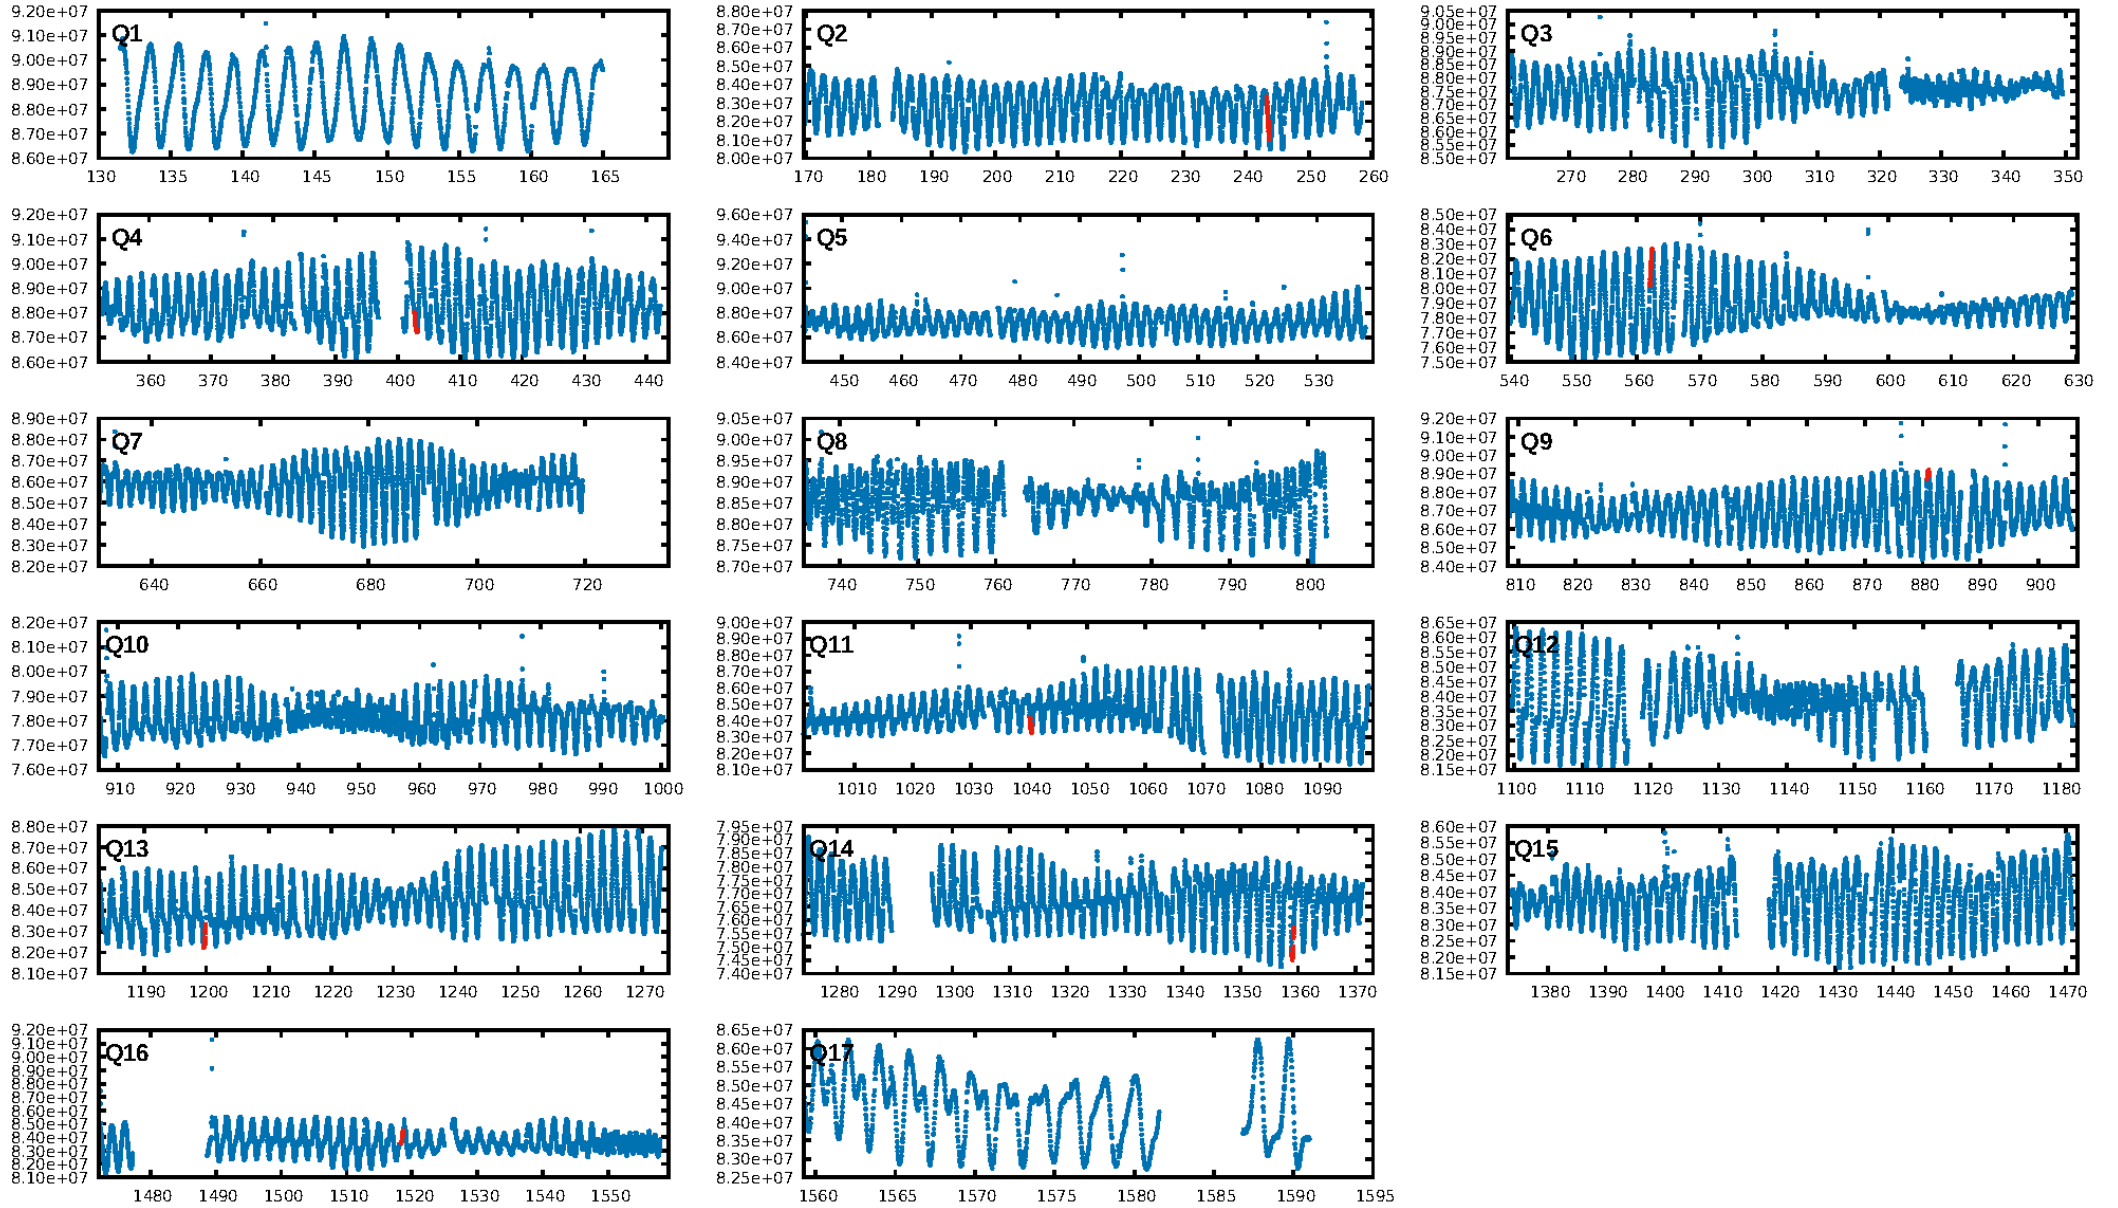 9.20e+07 9.10e+07 9.00e+07 8.90e+07 8.80e+07 8.70e+07 8.60e+07
Q1
130 135 140 145 150 155 160 165
8.80e+07 8.70e+07 8.60e+07 8.50e+07 8.40e+07 8.30e+07 8.20e+07 8.10e+07 8.00e+07
Q2
170 180 190 200 210 220 230 240 250 260
9.05e+07 9.00e+07 8.95e+07 8.90e+07 8.85e+07 8.80e+07 8.75e+07 8.70e+07 8.65e+07 8.60e+07 8.55e+07 8.50e+07
Q3
270 280 290 300 310 320 330 340 350
9.20e+07 9.10e+07 9.00e+07 8.90e+07 8.80e+07 8.70e+07 8.60e+07
Q4
360 370 380 390 400 410 420 430 440
9.60e+07 9.40e+07 9.20e+07 9.00e+07 8.80e+07 8.60e+07 8.40e+07
Q5
450 460 470 480 490 500 510 520 530
8.50e+07 8.40e+07 8.30e+07 8.20e+07 8.10e+07 8.00e+07 7.90e+07 7.80e+07 7.70e+07 7.60e+07 7.50e+07
Q6
540 550 560 570 580 590 600 610 620 630
8.90e+07 8.80e+07 8.70e+07 8.60e+07 8.50e+07 8.40e+07 8.30e+07 8.20e+07
Q7
640 660 680 700 720
9.05e+07 9.00e+07 8.95e+07 8.90e+07 8.85e+07 8.80e+07 8.75e+07 8.70e+07
Q8
740 750 760 770 780 790 800
9.20e+07 9.10e+07 9.00e+07 8.90e+07 8.80e+07 8.70e+07 8.60e+07 8.50e+07 8.40e+07
Q9
810 820 830 840 850 860 870 880 890 900
8.20e+07 8.10e+07 8.00e+07 7.90e+07 7.80e+07 7.70e+07 7.60e+07
Q10
910 920 930 940 950 960 970 980 990 1000
9.00e+07 8.90e+07 8.80e+07 8.70e+07 8.60e+07 8.50e+07 8.40e+07 8.30e+07 8.20e+07 8.10e+07
Q11
1010 1020 1030 1040 1050 1060 1070 1080 1090
8.65e+07 8.60e+07 8.55e+07 8.50e+07 8.45e+07 8.40e+07 8.35e+07 8.30e+07 8.25e+07 8.20e+07 8.15e+07
Q12
1100 1110 1120 1130 1140 1150 1160 1170 1180
8.80e+07 8.70e+07 8.60e+07 8.50e+07 8.40e+07 8.30e+07 8.20e+07 8.10e+07
Q13
1190 1200 1210 1220 1230 1240 1250 1260 1270
7.95e+07 7.90e+07 7.85e+07 7.80e+07 7.75e+07 7.70e+07 7.65e+07 7.60e+07 7.55e+07 7.50e+07 7.45e+07 7.40e+07
Q14
1280 1290 1300 1310 1320 1330 1340 1350 1360 1370
8.60e+07 8.55e+07 8.50e+07 8.45e+07 8.40e+07 8.35e+07 8.30e+07 8.25e+07 8.20e+07 8.15e+07
Q15
1380 1390 1400 1410 1420 1430 1440 1450 1460 1470
9.20e+07 9.10e+07 9.00e+07 8.90e+07 8.80e+07 8.70e+07 8.60e+07 8.50e+07 8.40e+07 8.30e+07 8.20e+07 8.10e+07
Q16
1480 1490 1500 1510 1520 1530 1540 1550
8.65e+07 8.60e+07 8.55e+07 8.50e+07 8.45e+07 8.40e+07 8.35e+07 8.30e+07 8.25e+07
Q17
1560 1565 1570 1575 1580 1585 1590 1595